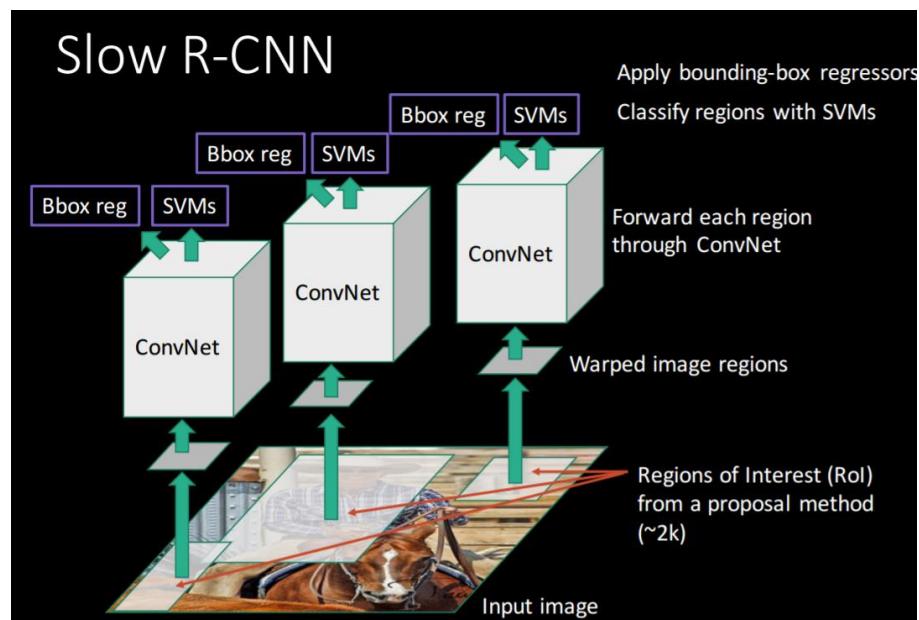 Slow R-CNN
Apply bounding-box regressors
Bbox reg
SVMs
Classify regions with SVMs
Bbox reg
SVMs
Bbox reg
SVMs
Forward each region
through ConvNet
ConvNet
ConvNet
ConvNet
Warped image regions
Regions of Interest (RoI)
from a proposal method
(~2k)
Input image